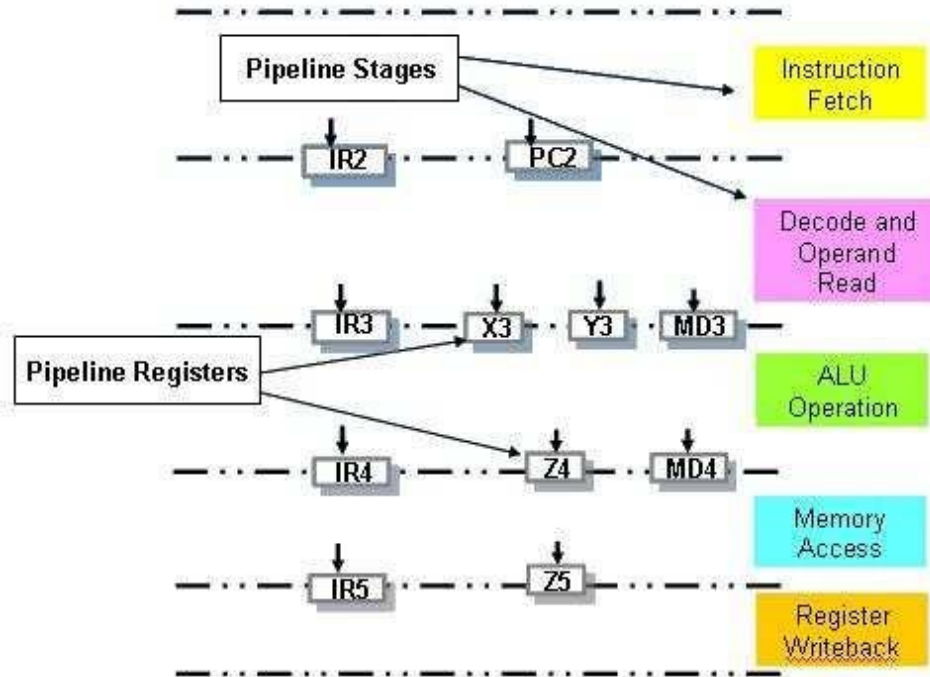 Pipeline Stages
Instruction
Fetch
IR2
PC2
Decode and
Operand
Read
IR3
X3
Y3
MD3
Pipeline Registers
ALU
Operation
IR4
Z4
MD4
Memory
Access
IR5
Z5
Register
Writeback